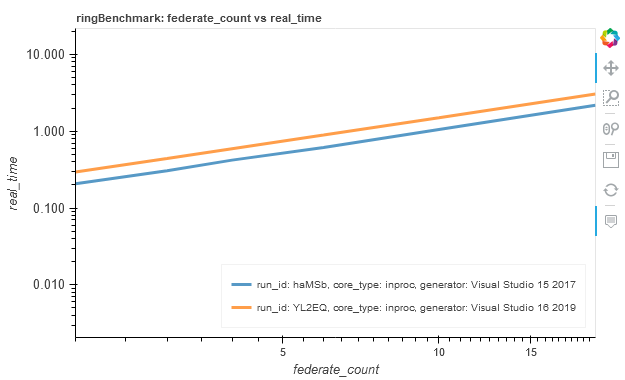 ringBenchmark: federate_count vs real_time
10.000
1.000
0.100
0.010
real_time
run_id: haMSb, core_type: inproc, generator: Visual Studio 15 2017
run_id: YL2EQ, core_type: inproc, generator: Visual Studio 16 2019
5
10
15
federate_count